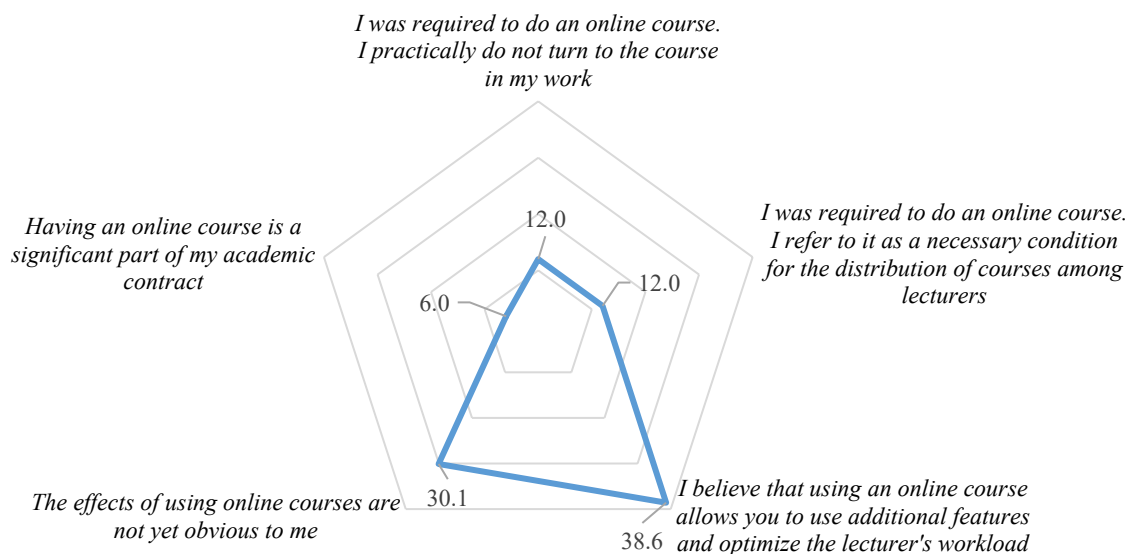 I was required to do an online course.
I practically do not turn to the course
in my work
12.0
I was required to do an online course.
I refer to it as a necessary condition
for the distribution of courses among
lecturers
12.0
I believe that using an online course
allows you to use additional features
and optimize the lecturer's workload
38.6
The effects of using online courses are
not yet obvious to me
30.1
Having an online course is a
significant part of my academic
contract
6.0